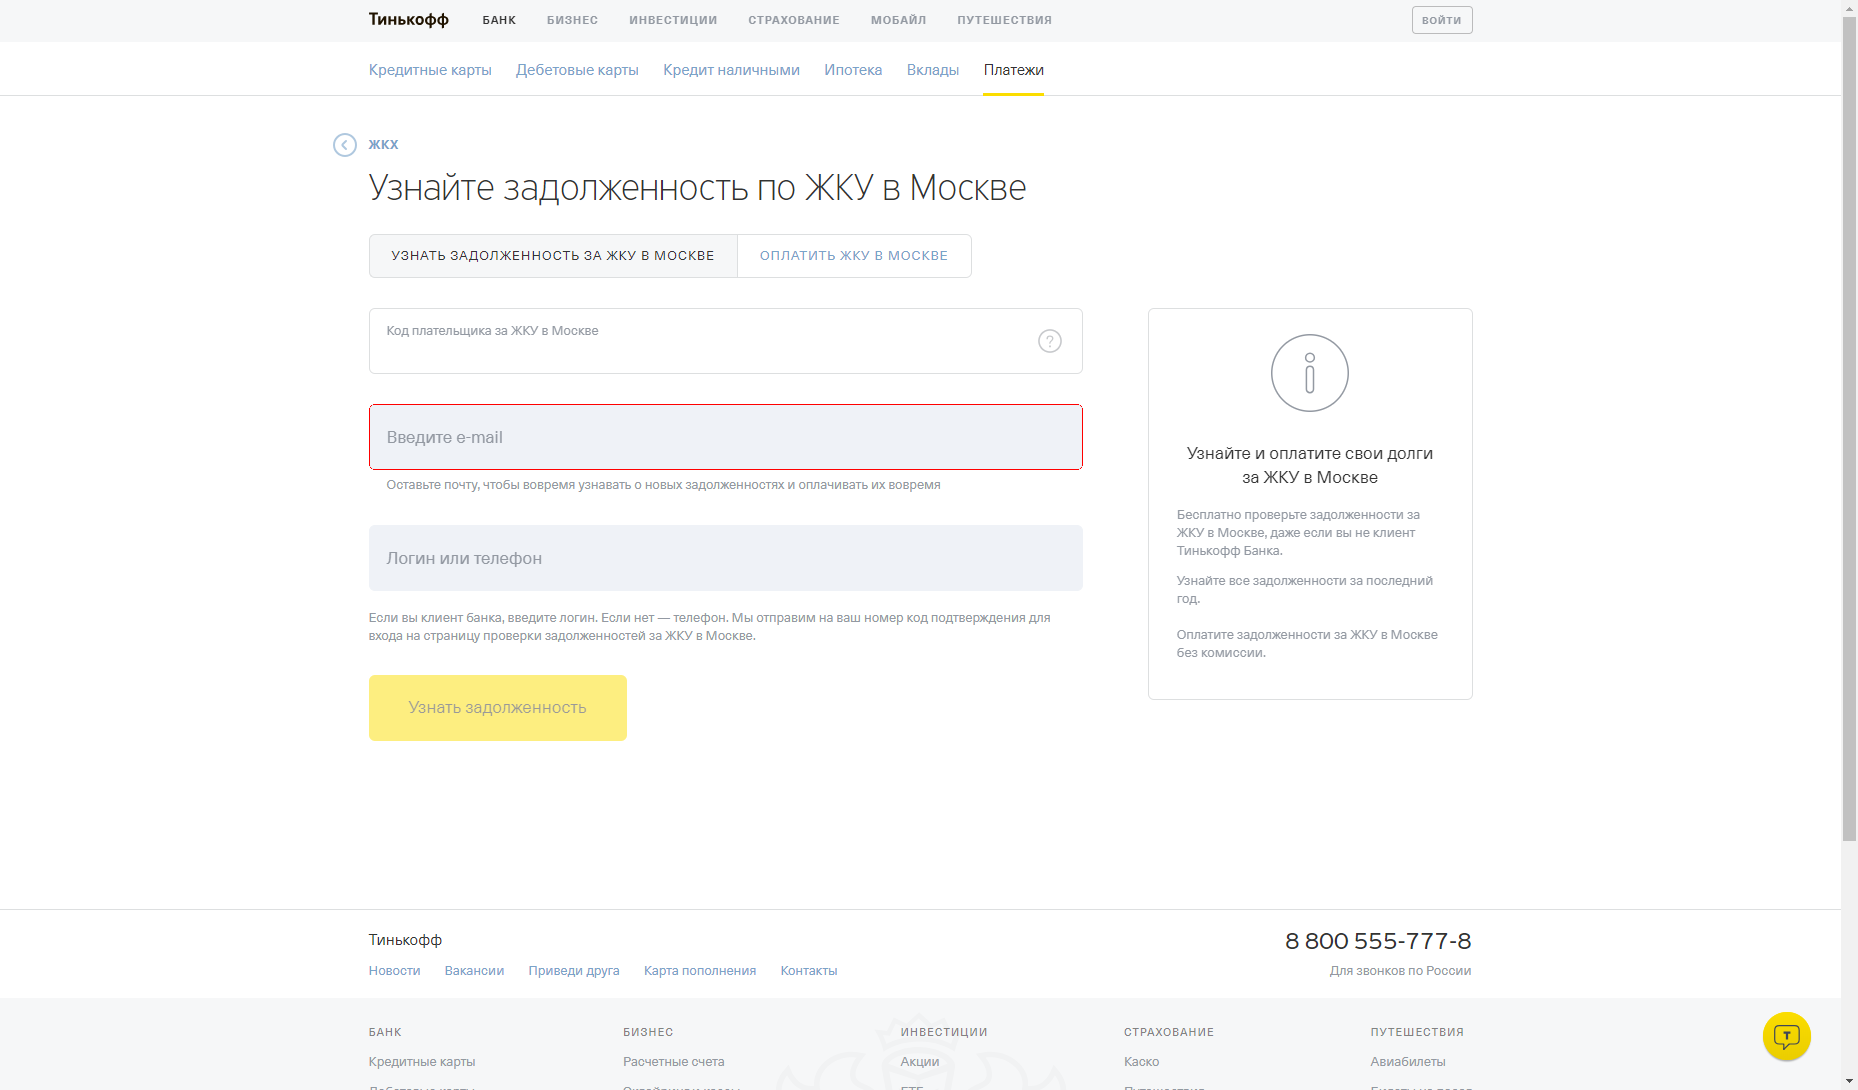 Тинькофф БАНК БИЗНЕС ИНВЕСТИЦИИ СТРАХОВАНИЕ МОБАЙЛ ПУТЕШЕСТВИЯ ВОЙТИ
Кредитные карты Дебетовые карты Кредит наличными Ипотека Вклады Платежи
ЖКХ
Узнайте задолженность по ЖКУ в Москве
УЗНАТЬ ЗАДОЛЖЕННОСТЬ ЗА ЖКУ В МОСКВЕ ОПЛАТИТЬ ЖКУ В МОСКВЕ
Код плательщика за ЖКУ в Москве
?
Введите e-mail
Оставьте почту, чтобы вовремя узнавать о новых задолженностях и оплачивать их вовремя
Логин или телефон
Если вы клиент банка, введите логин. Если нет — телефон. Мы отправим на ваш номер код подтверждения для
входа на страницу проверки задолженностей за ЖКУ в Москве.
Узнать задолженность
Узнайте и оплатите свои долги
за ЖКУ в Москве
Бесплатно проверьте задолженности за
ЖКУ в Москве, даже если вы не клиент
Тинькофф Банка.
Узнайте все задолженности за последний
год.
Оплатите задолженности за ЖКУ в Москве
без комиссии.
Тинькофф
8 800 555-777-8
Новости Вакансии Приведи друга Карта пополнения Контакты
Для звонков по России
БАНК БИЗНЕС ИНВЕСТИЦИИ СТРАХОВАНИЕ ПУТЕШЕСТВИЯ
Кредитные карты Расчетные счета Акции Каско Авиабилеты
Т